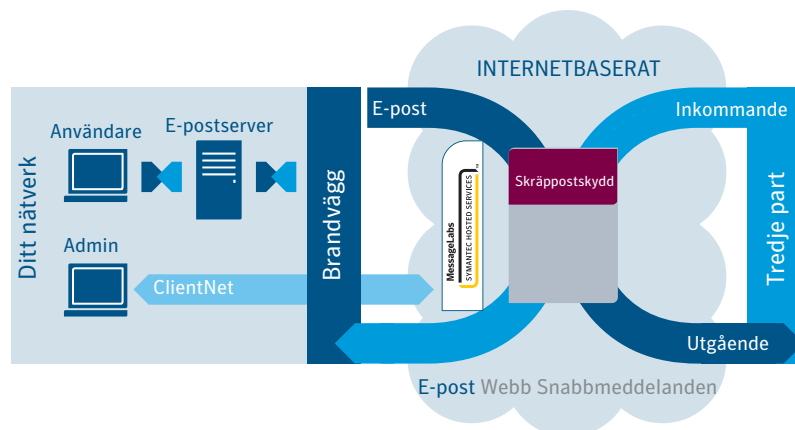 INTERNETBASERAT
E-post
Inkommande
Användare
E-postserver
Skräppostskydd
Ditt nätverk
Brandvägg
MessageLabs
SYMANTEC HOSTED SERVICES
TM
Tredje part
Admin
ClientNet
Utgående
E-post Webb Snabbmeddelanden